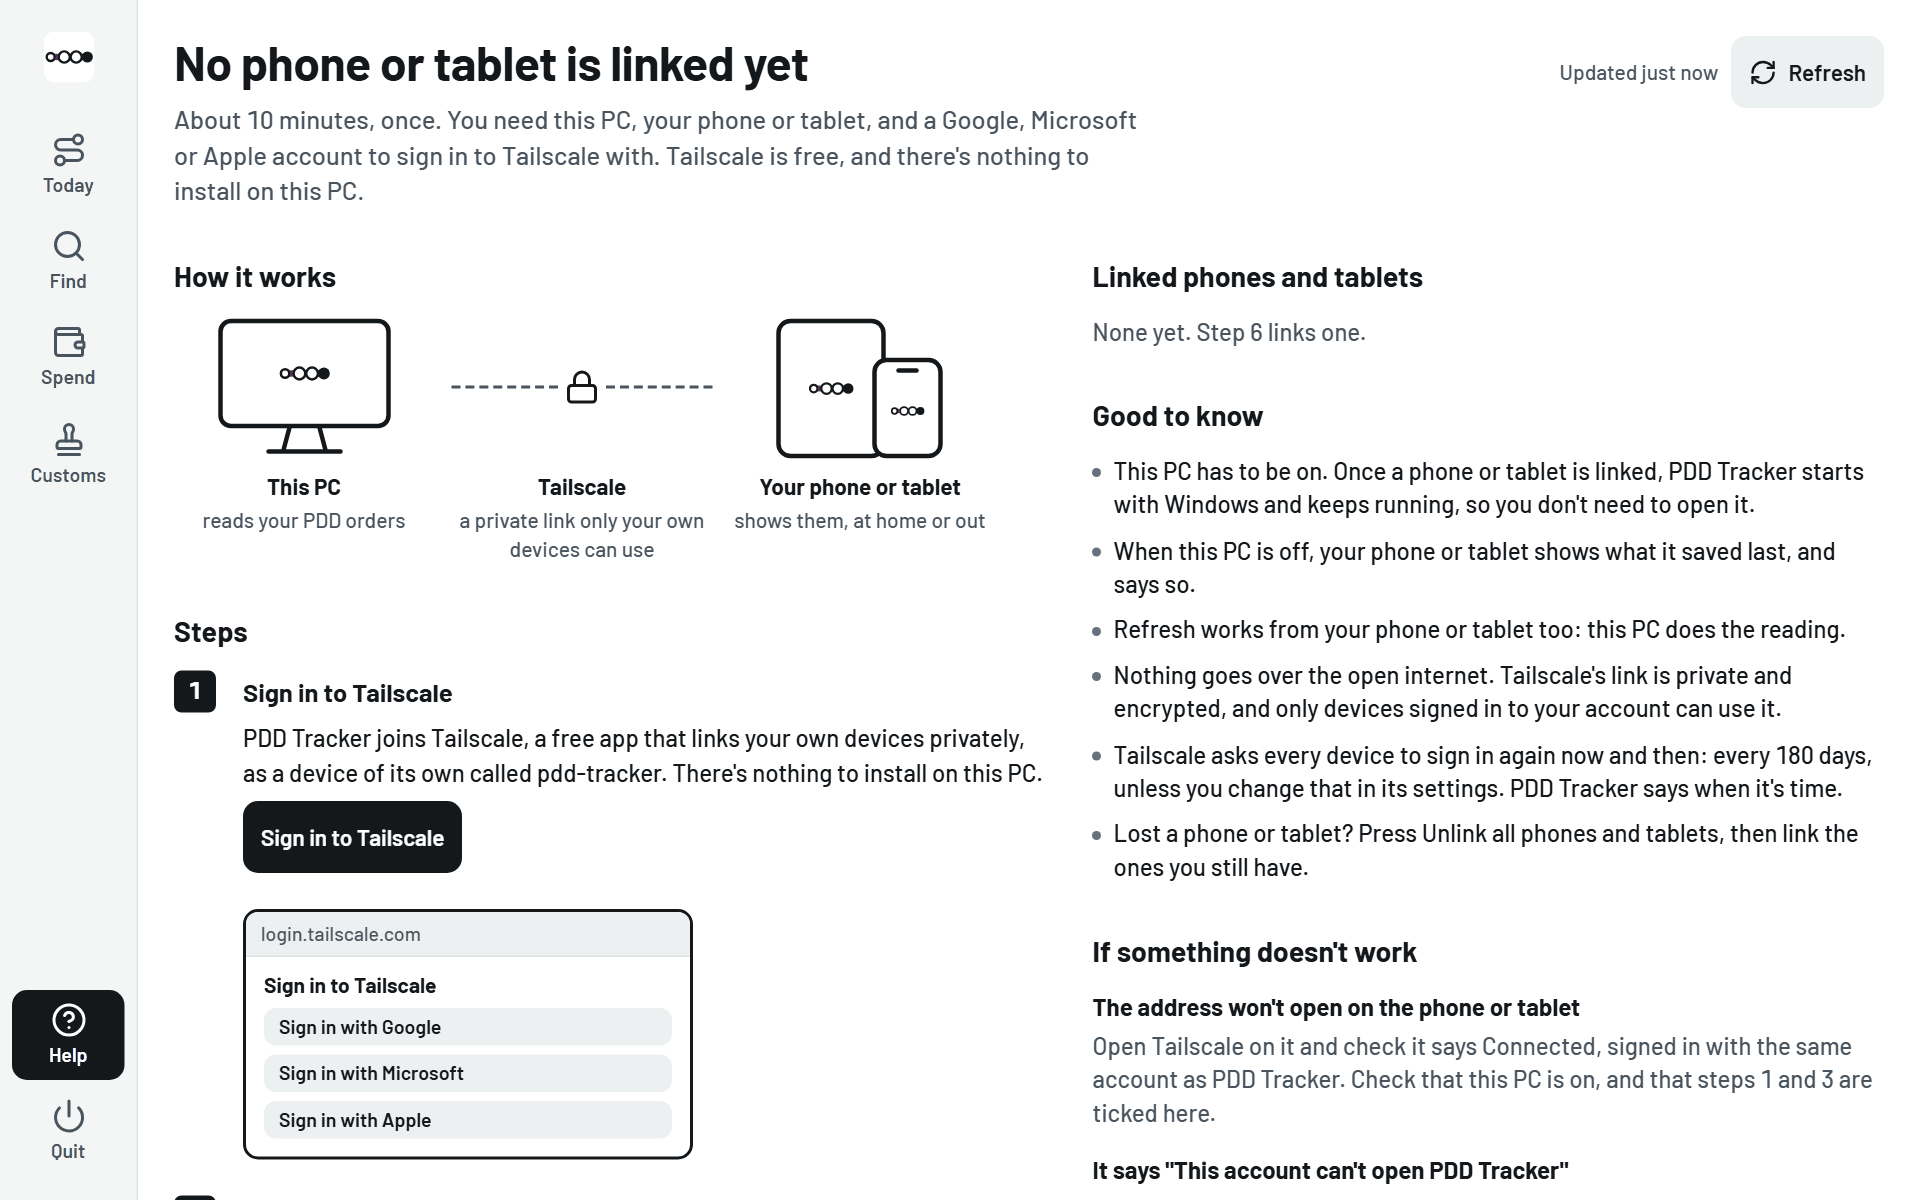 No phone or tablet is linked yet
Updated just now
Refresh
About 10 minutes, once. You need this PC, your phone or tablet, and a Google, Microsoft
or Apple account to sign in to Tailscale with. Tailscale is free, and there's nothing to
install on this PC.
Today
Find
Spend
Customs
Help
Quit
How it works
This PC
reads your PDD orders
Tailscale
a private link only your own
devices can use
Your phone or tablet
shows them, at home or out
Steps
1
Sign in to Tailscale
PDD Tracker joins Tailscale, a free app that links your own devices privately,
as a device of its own called pdd-tracker. There's nothing to install on this PC.
Sign in to Tailscale
login.tailscale.com
Sign in to Tailscale
Sign in with Google
Sign in with Microsoft
Sign in with Apple
Linked phones and tablets
None yet. Step 6 links one.
Good to know
This PC has to be on. Once a phone or tablet is linked, PDD Tracker starts
with Windows and keeps running, so you don't need to open it.
When this PC is off, your phone or tablet shows what it saved last, and
says so.
Refresh works from your phone or tablet too: this PC does the reading.
Nothing goes over the open internet. Tailscale's link is private and
encrypted, and only devices signed in to your account can use it.
Tailscale asks every device to sign in again now and then: every 180 days,
unless you change that in its settings. PDD Tracker says when it's time.
Lost a phone or tablet? Press Unlink all phones and tablets, then link the
ones you still have.
If something doesn't work
The address won't open on the phone or tablet
Open Tailscale on it and check it says Connected, signed in with the same
account as PDD Tracker. Check that this PC is on, and that steps 1 and 3 are
ticked here.
It says "This account can't open PDD Tracker"